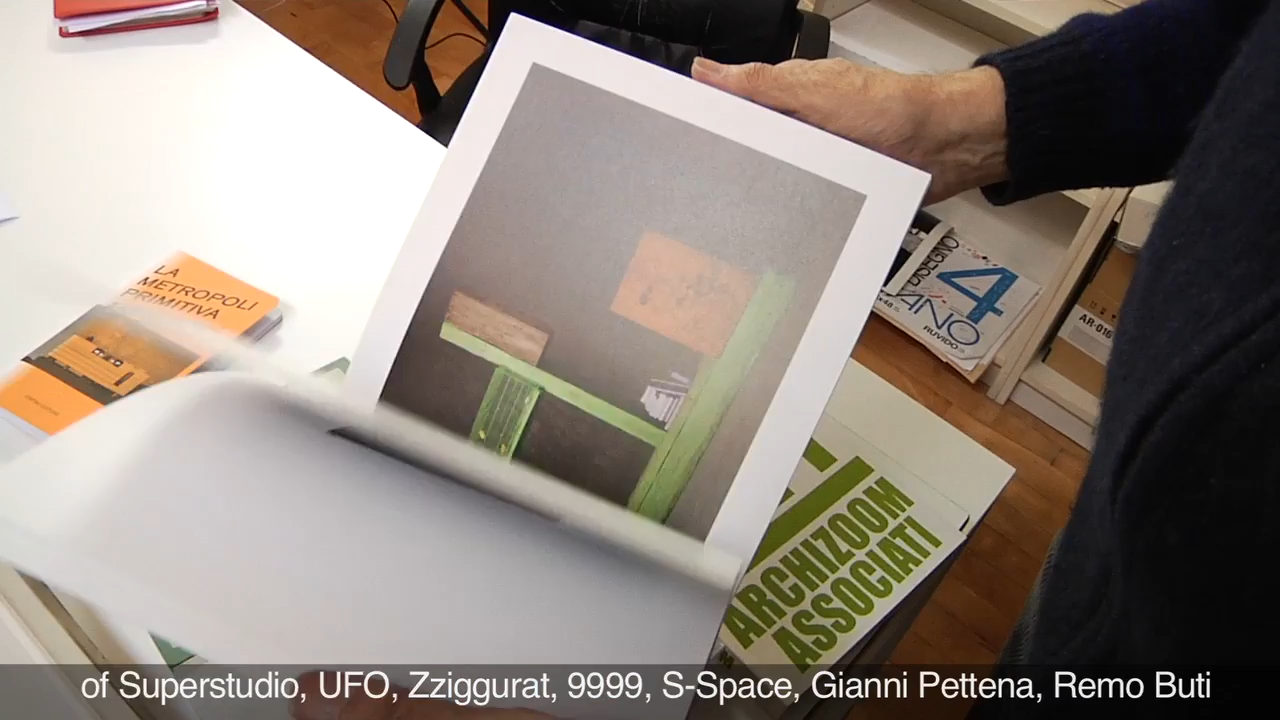 LA
METROPOLI
PRIMITIVA
DISEGNO
4
ANO
RUVIDO
AR-016
ARCHIZOOM
ASSOCIATI
of Superstudio, UFO, Zziggurat, 9999, S-Space, Gianni Pettena, Remo Buti